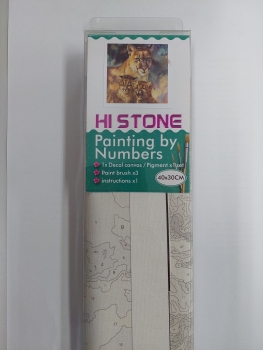 HI STONE
Painting by
Numbers
1x Decal canvas / Pigment x1set
Paint brush x3
instructions x1
40x30CM